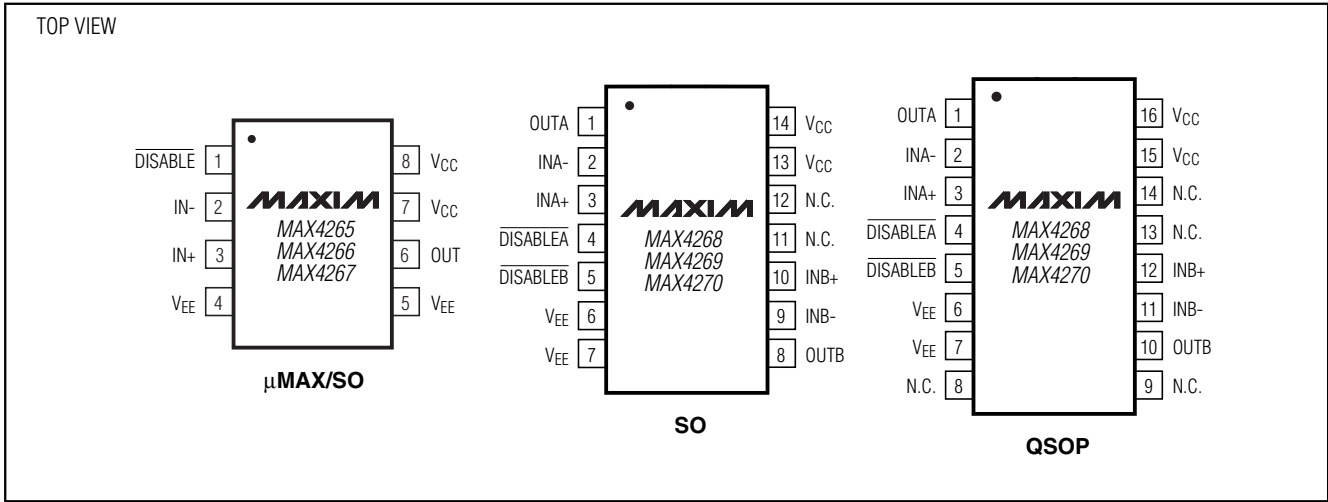 TOP VIEW
DISABLE 1
IN- 2
IN+ 3
VEE 4
8 VCC
7 VCC
6 OUT
5 VEE
MAXIM
MAX4265
MAX4266
MAX4267
µMAX/SO
OUTA 1
INA- 2
INA+ 3
DISABLEA 4
DISABLEB 5
VEE 6
VEE 7
14 VCC
13 VCC
12 N.C.
11 N.C.
10 INB+
9 INB-
8 OUTB
MAXIM
MAX4268
MAX4269
MAX4270
SO
OUTA 1
INA- 2
INA+ 3
DISABLEA 4
DISABLEB 5
VEE 6
VEE 7
N.C. 8
16 VCC
15 VCC
14 N.C.
13 N.C.
12 INB+
11 INB-
10 OUTB
9 N.C.
MAXIM
MAX4268
MAX4269
MAX4270
QSOP